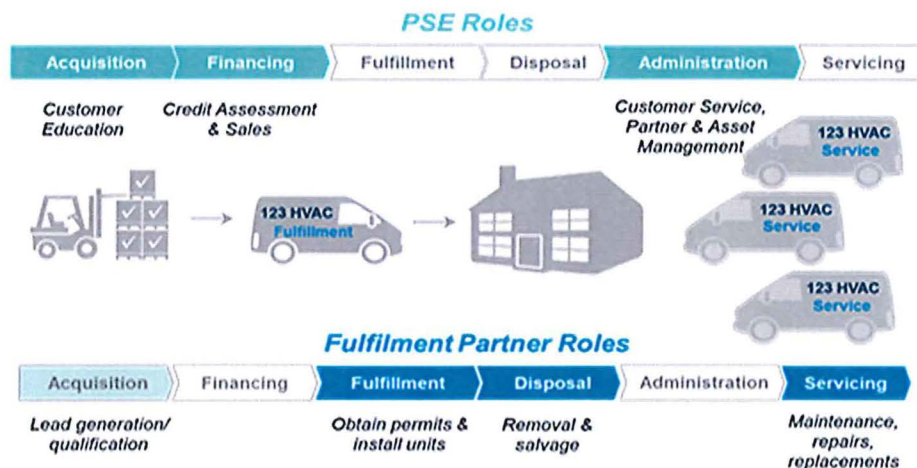 PSE Roles
Acquisition
Financing
Fulfillment
Disposal
Administration
Servicing
Customer
Education
Credit Assessment
& Sales
Customer Service,
Partner & Asset
Management
123 HVAC
Service
123 HVAC
Fulfillment
123 HVAC
Service
123 HVAC
Service
Fulfilment Partner Roles
Acquisition
Financing
Fulfillment
Disposal
Administration
Servicing
Lead generation/
qualification
Obtain permits &
install units
Removal &
salvage
Maintenance,
repairs,
replacements